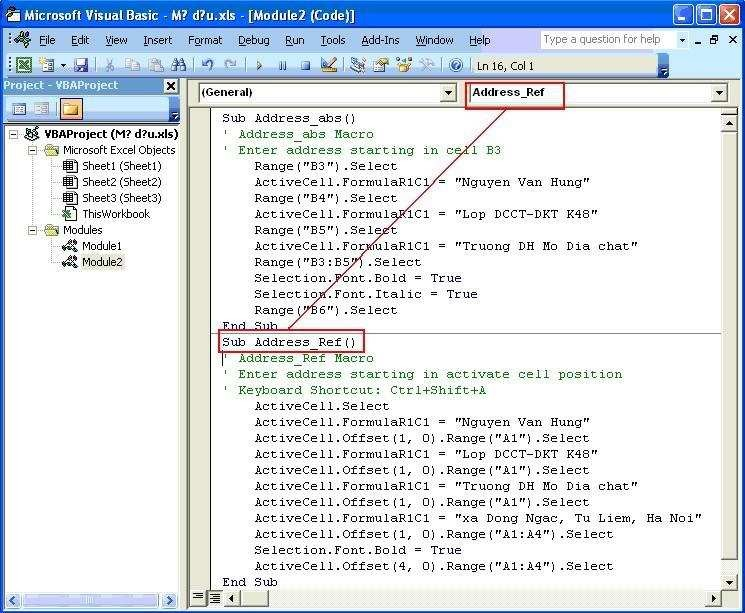 Microsoft Visual Basic - M? d?u.xls - [Module2 (Code)]
File Edit View Insert Format Debug Run Tools Add-Ins Window Help
Type a question for help
Ln 16, Col 1
Project - VBAProject
VBAProject (M? d?u.xls)
Microsoft Excel Objects
Sheet1 (Sheet1)
Sheet2 (Sheet2)
Sheet3 (Sheet3)
ThisWorkbook
Modules
Module1
Module2
(General)
Address_Ref
Sub Address_abs()
' Address_abs Macro
' Enter address starting in cell B3
Range("B3").Select
ActiveCell.FormulaR1C1 = "Nguyen Van Hung"
Range("B4").Select
ActiveCell.FormulaR1C1 = "Lop DCCT-DKT K48"
Range("B5").Select
ActiveCell.FormulaR1C1 = "Truong DH Mo Dia chat"
Range("B3:B5").Select
Selection.Font.Bold = True
Selection.Font.Italic = True
Range("B6").Select
End Sub
Sub Address_Ref()
' Address_Ref Macro
' Enter address starting in activate cell position
' Keyboard Shortcut: Ctrl+Shift+A
ActiveCell.Select
ActiveCell.FormulaR1C1 = "Nguyen Van Hung"
ActiveCell.Offset(1, 0).Range("A1").Select
ActiveCell.FormulaR1C1 = "Lop DCCT-DKT K48"
ActiveCell.Offset(1, 0).Range("A1").Select
ActiveCell.FormulaR1C1 = "Truong DH Mo Dia chat"
ActiveCell.Offset(1, 0).Range("A1").Select
ActiveCell.FormulaR1C1 = "xa Dong Ngac, Tu Liem, Ha Noi"
ActiveCell.Offset(1, 0).Range("A1:A4").Select
Selection.Font.Bold = True
ActiveCell.Offset(4, 0).Range("A1:A4").Select
End Sub